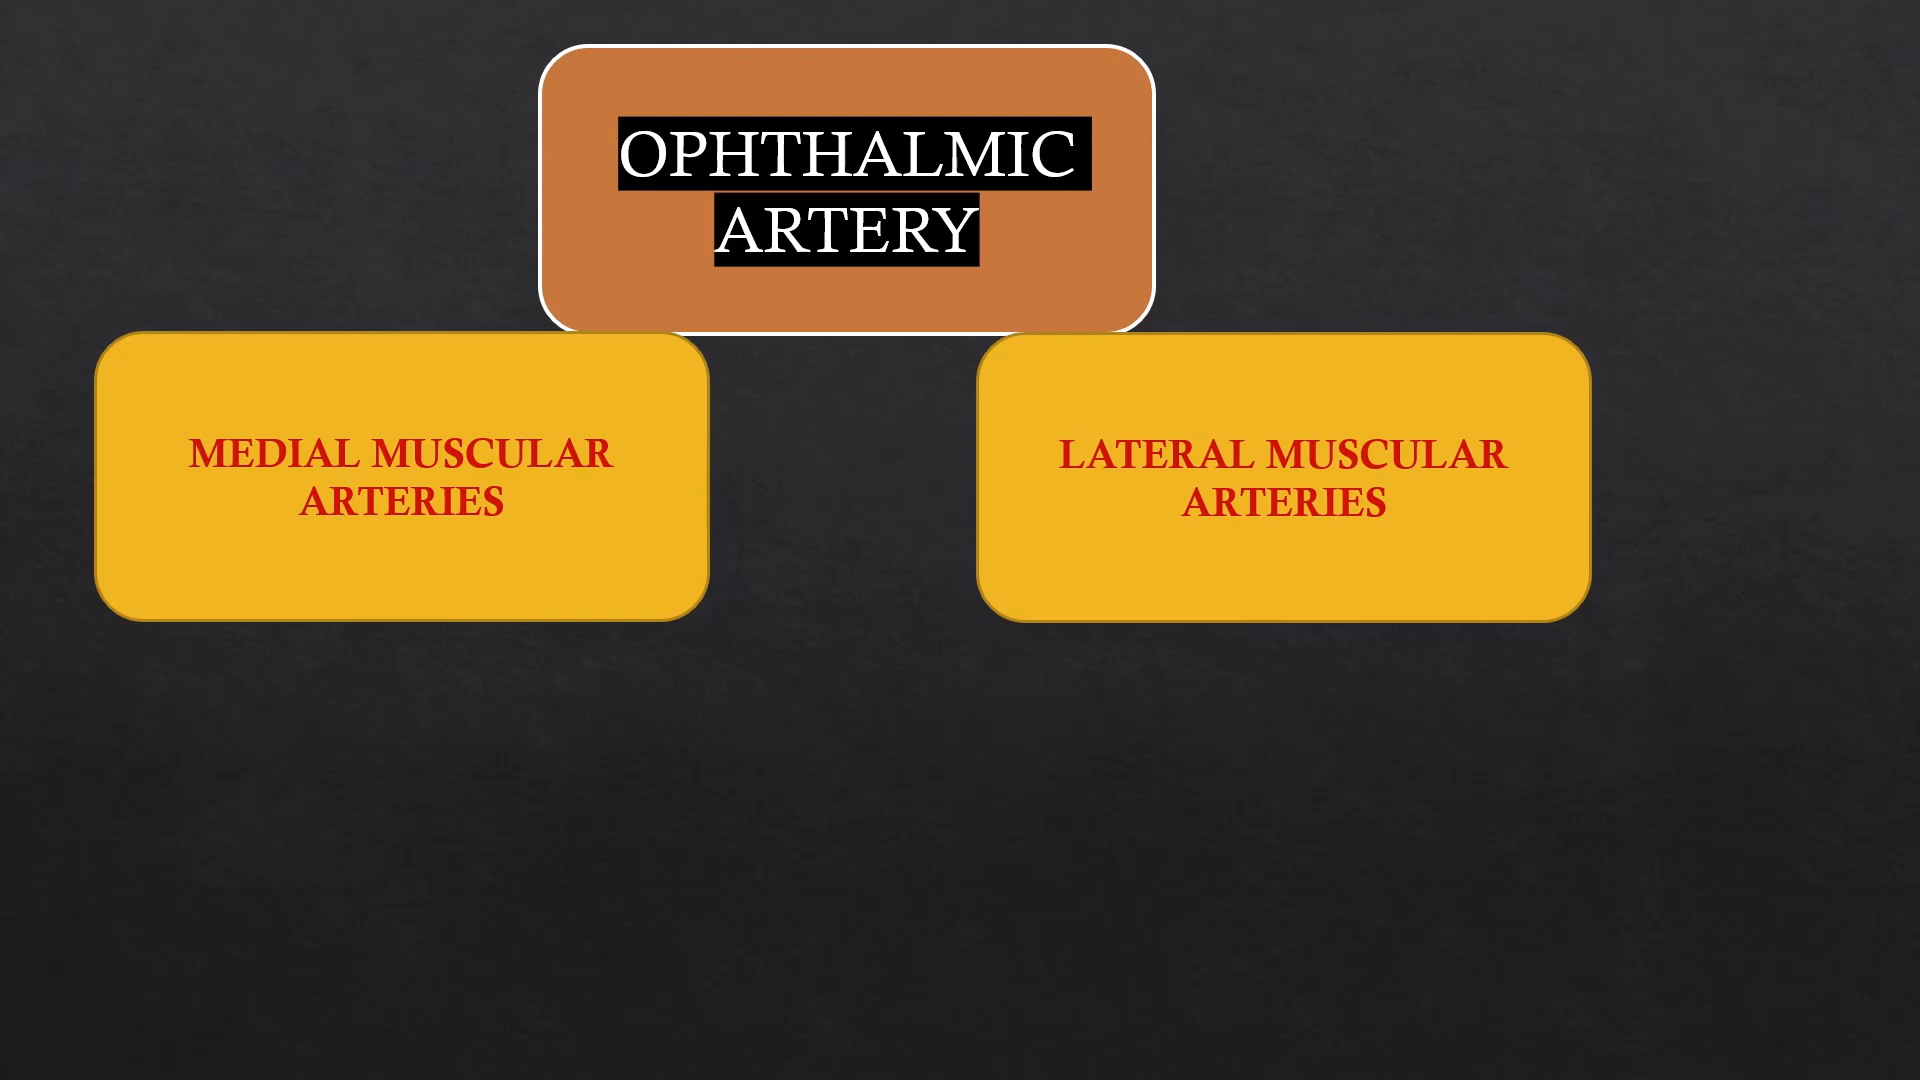 OPHTHALMIC
ARTERY
MEDIAL MUSCULAR
ARTERIES
LATERAL MUSCULAR
ARTERIES